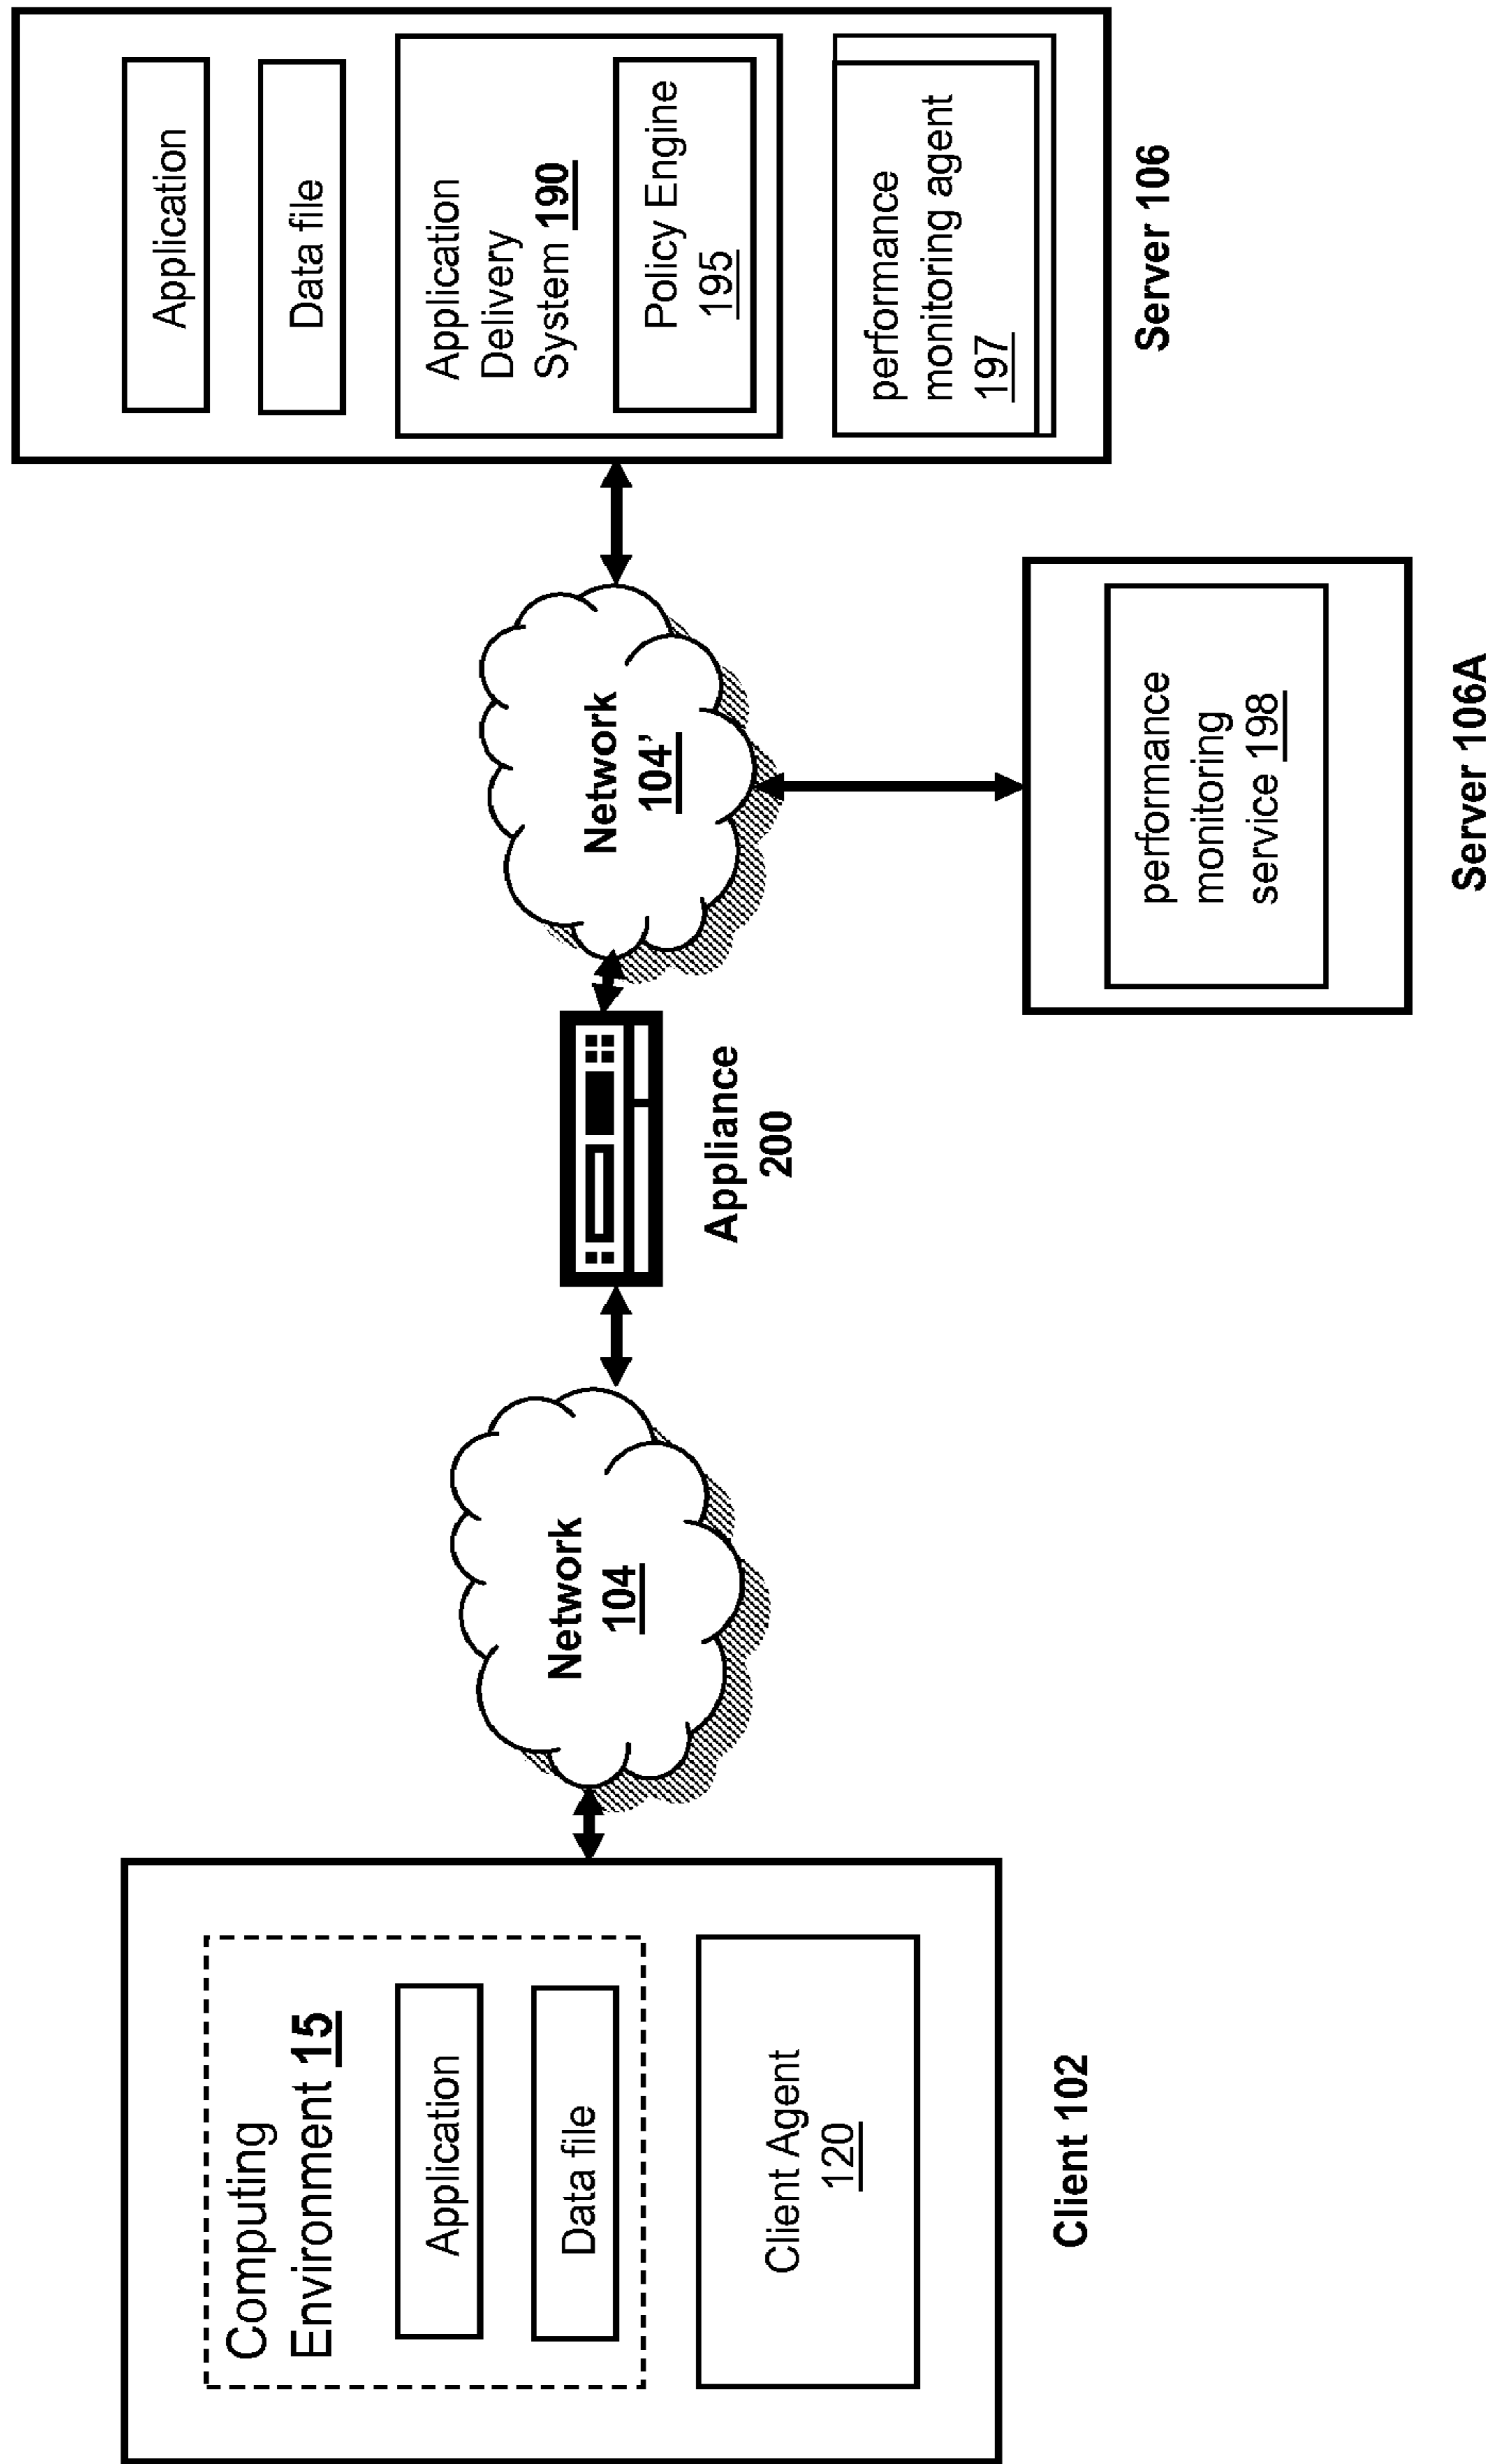 Computing
Environment 15
Application
Data file
Client Agent
120
Client 102
Network
104
Appliance
200
Network
104’
performance
monitoring
service 198
Server 106A
Application
Data file
Application
Delivery
System 190
Policy Engine
195
performance
monitoring agent
197
Server 106